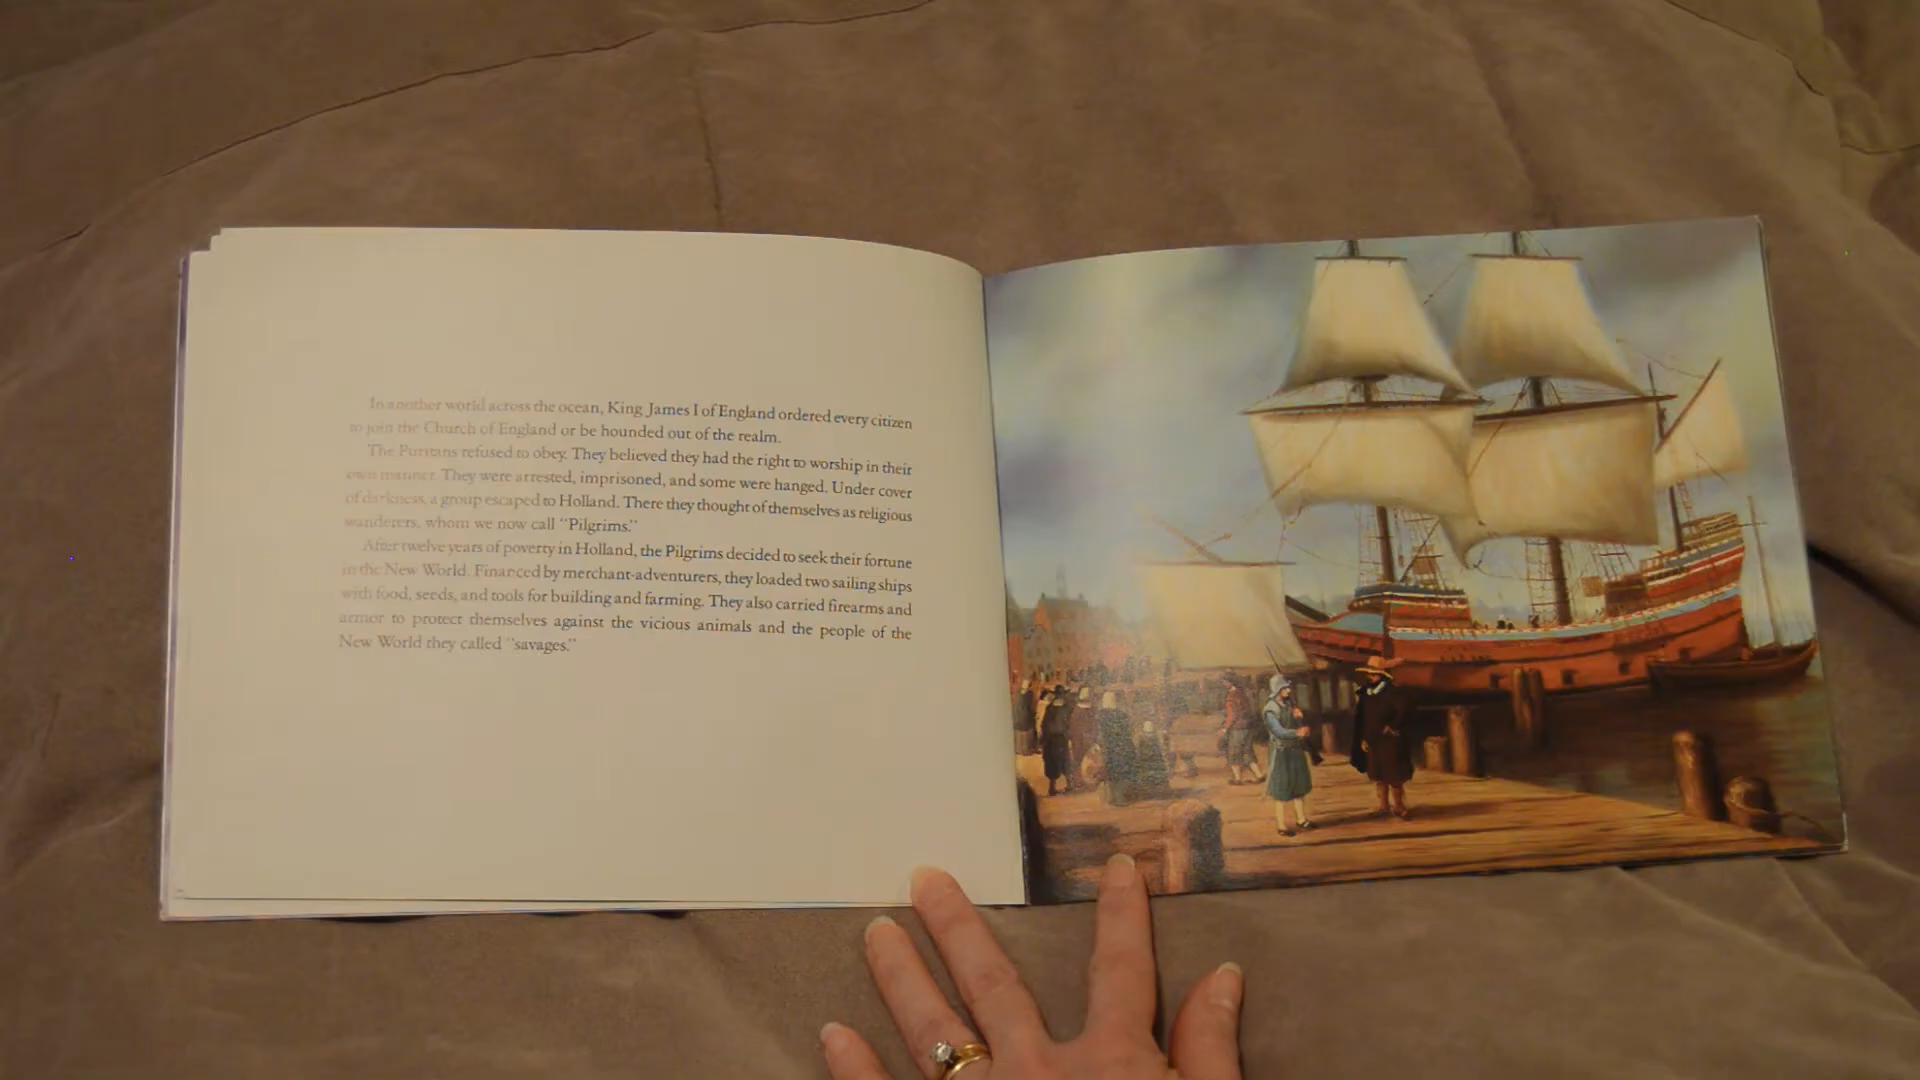 In another world across the ocean, King James I of England ordered every citizen
to join the Church of England or be hounded out of the realm.
The Puritans refused to obey. They believed they had the right to worship in their
own manner. They were arrested, imprisoned, and some were hanged. Under cover
of darkness, a group escaped to Holland. There they thought of themselves as religious
wanderers, whom we now call "Pilgrims."
After twelve years of poverty in Holland, the Pilgrims decided to seek their fortune
in the New World. Financed by merchant-adventurers, they loaded two sailing ships
with food, seeds, and tools for building and farming. They also carried firearms and
armor to protect themselves against the vicious animals and the people of the
New World they called "savages."